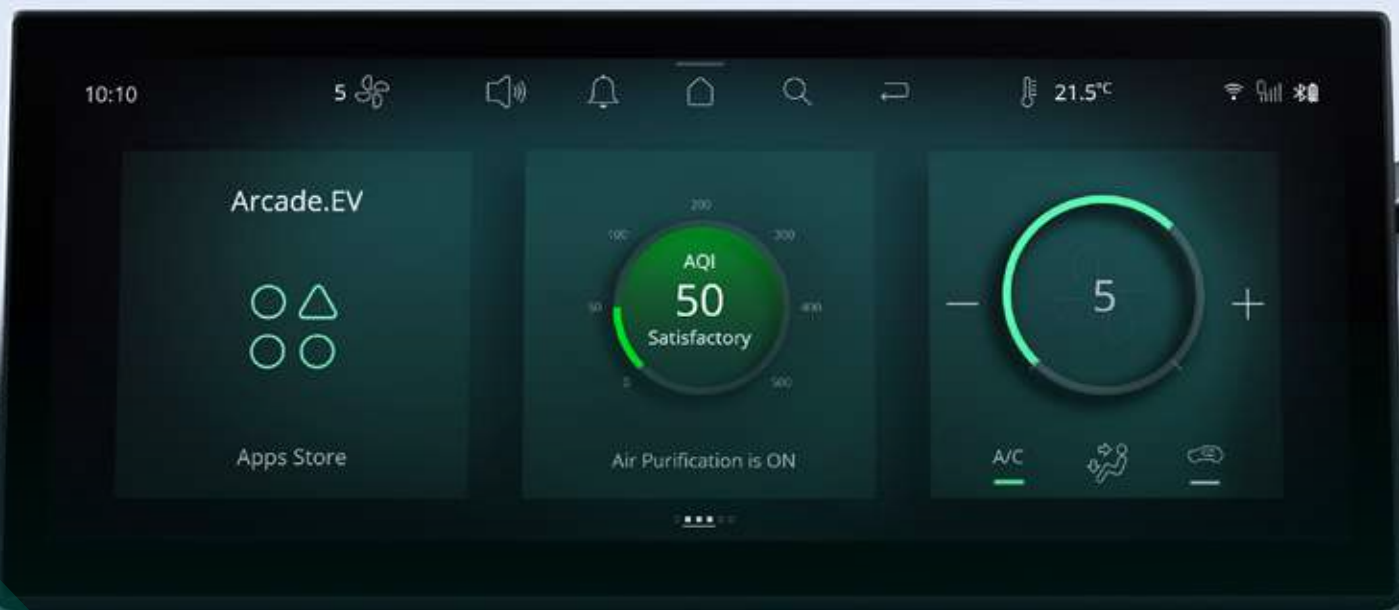 10:10
5
21.5°C
Arcade.EV
Apps Store
200
100
300
50
400
0
500
AQI
50
Satisfactory
Air Purification is ON
5
A/C